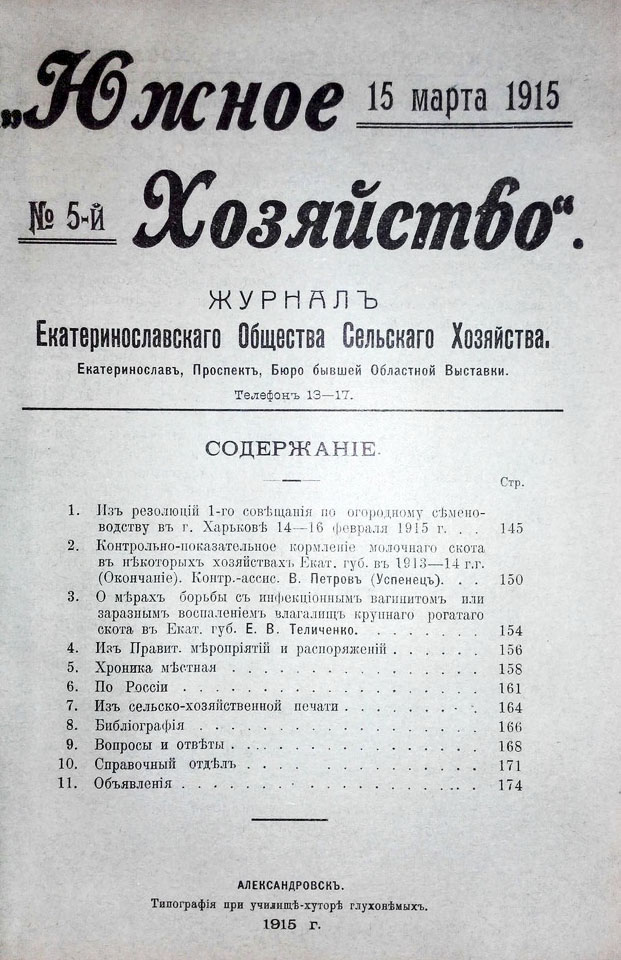 „Южное
15 марта 1915
№ 5-й
Хозяйство“.
ЖУРНАЛЪ
Екатеринославскаго Общества Сельскаго Хозяйства.
Екатеринославъ, Проспектъ, Бюро бывшей Областной Выставки.
Телефонъ 13—17.
СОДЕРЖАНІЕ.
Стр.
1. Изъ резолюцій 1-го совѣщанія по огородному сѣмено-
водству въ г. Харьковѣ 14—16 февраля 1915 г. . . 145
2. Контрольно-показательное кормленіе молочнаго скота
въ нѣкоторыхъ хозяйствахъ Екат. губ. въ 1913—14 г.г.
(Окончаніе). Контр.-ассис. В. Петровъ (Успенецъ). . . 150
3. О мѣрахъ борьбы съ инфекціоннымъ вагинитомъ или
заразнымъ воспаленіемъ влагалищъ крупнаго рогатаго
скота въ Екат. губ. Е. В. Теличенко. . . . . . . . 154
4. Изъ Правит. мѣропріятій и распоряженій . . . . . . 156
5. Хроника мѣстная . . . . . . . . . . . . . . . 158
6. По Россіи . . . . . . . . . . . . . . . . . . 161
7. Изъ сельско-хозяйственной печати . . . . . . . . . 164
8. Библіографія . . . . . . . . . . . . . . . . . 166
9. Вопросы и отвѣты . . . . . . . . . . . . . . . 168
10. Справочный отдѣлъ . . . . . . . . . . . . . . 171
11. Объявленія . . . . . . . . . . . . . . . . . . 174
АЛЕКСАНДРОВСКЪ.
Типографія при училищѣ-хуторѣ глухонѣмыхъ.
1915 г.